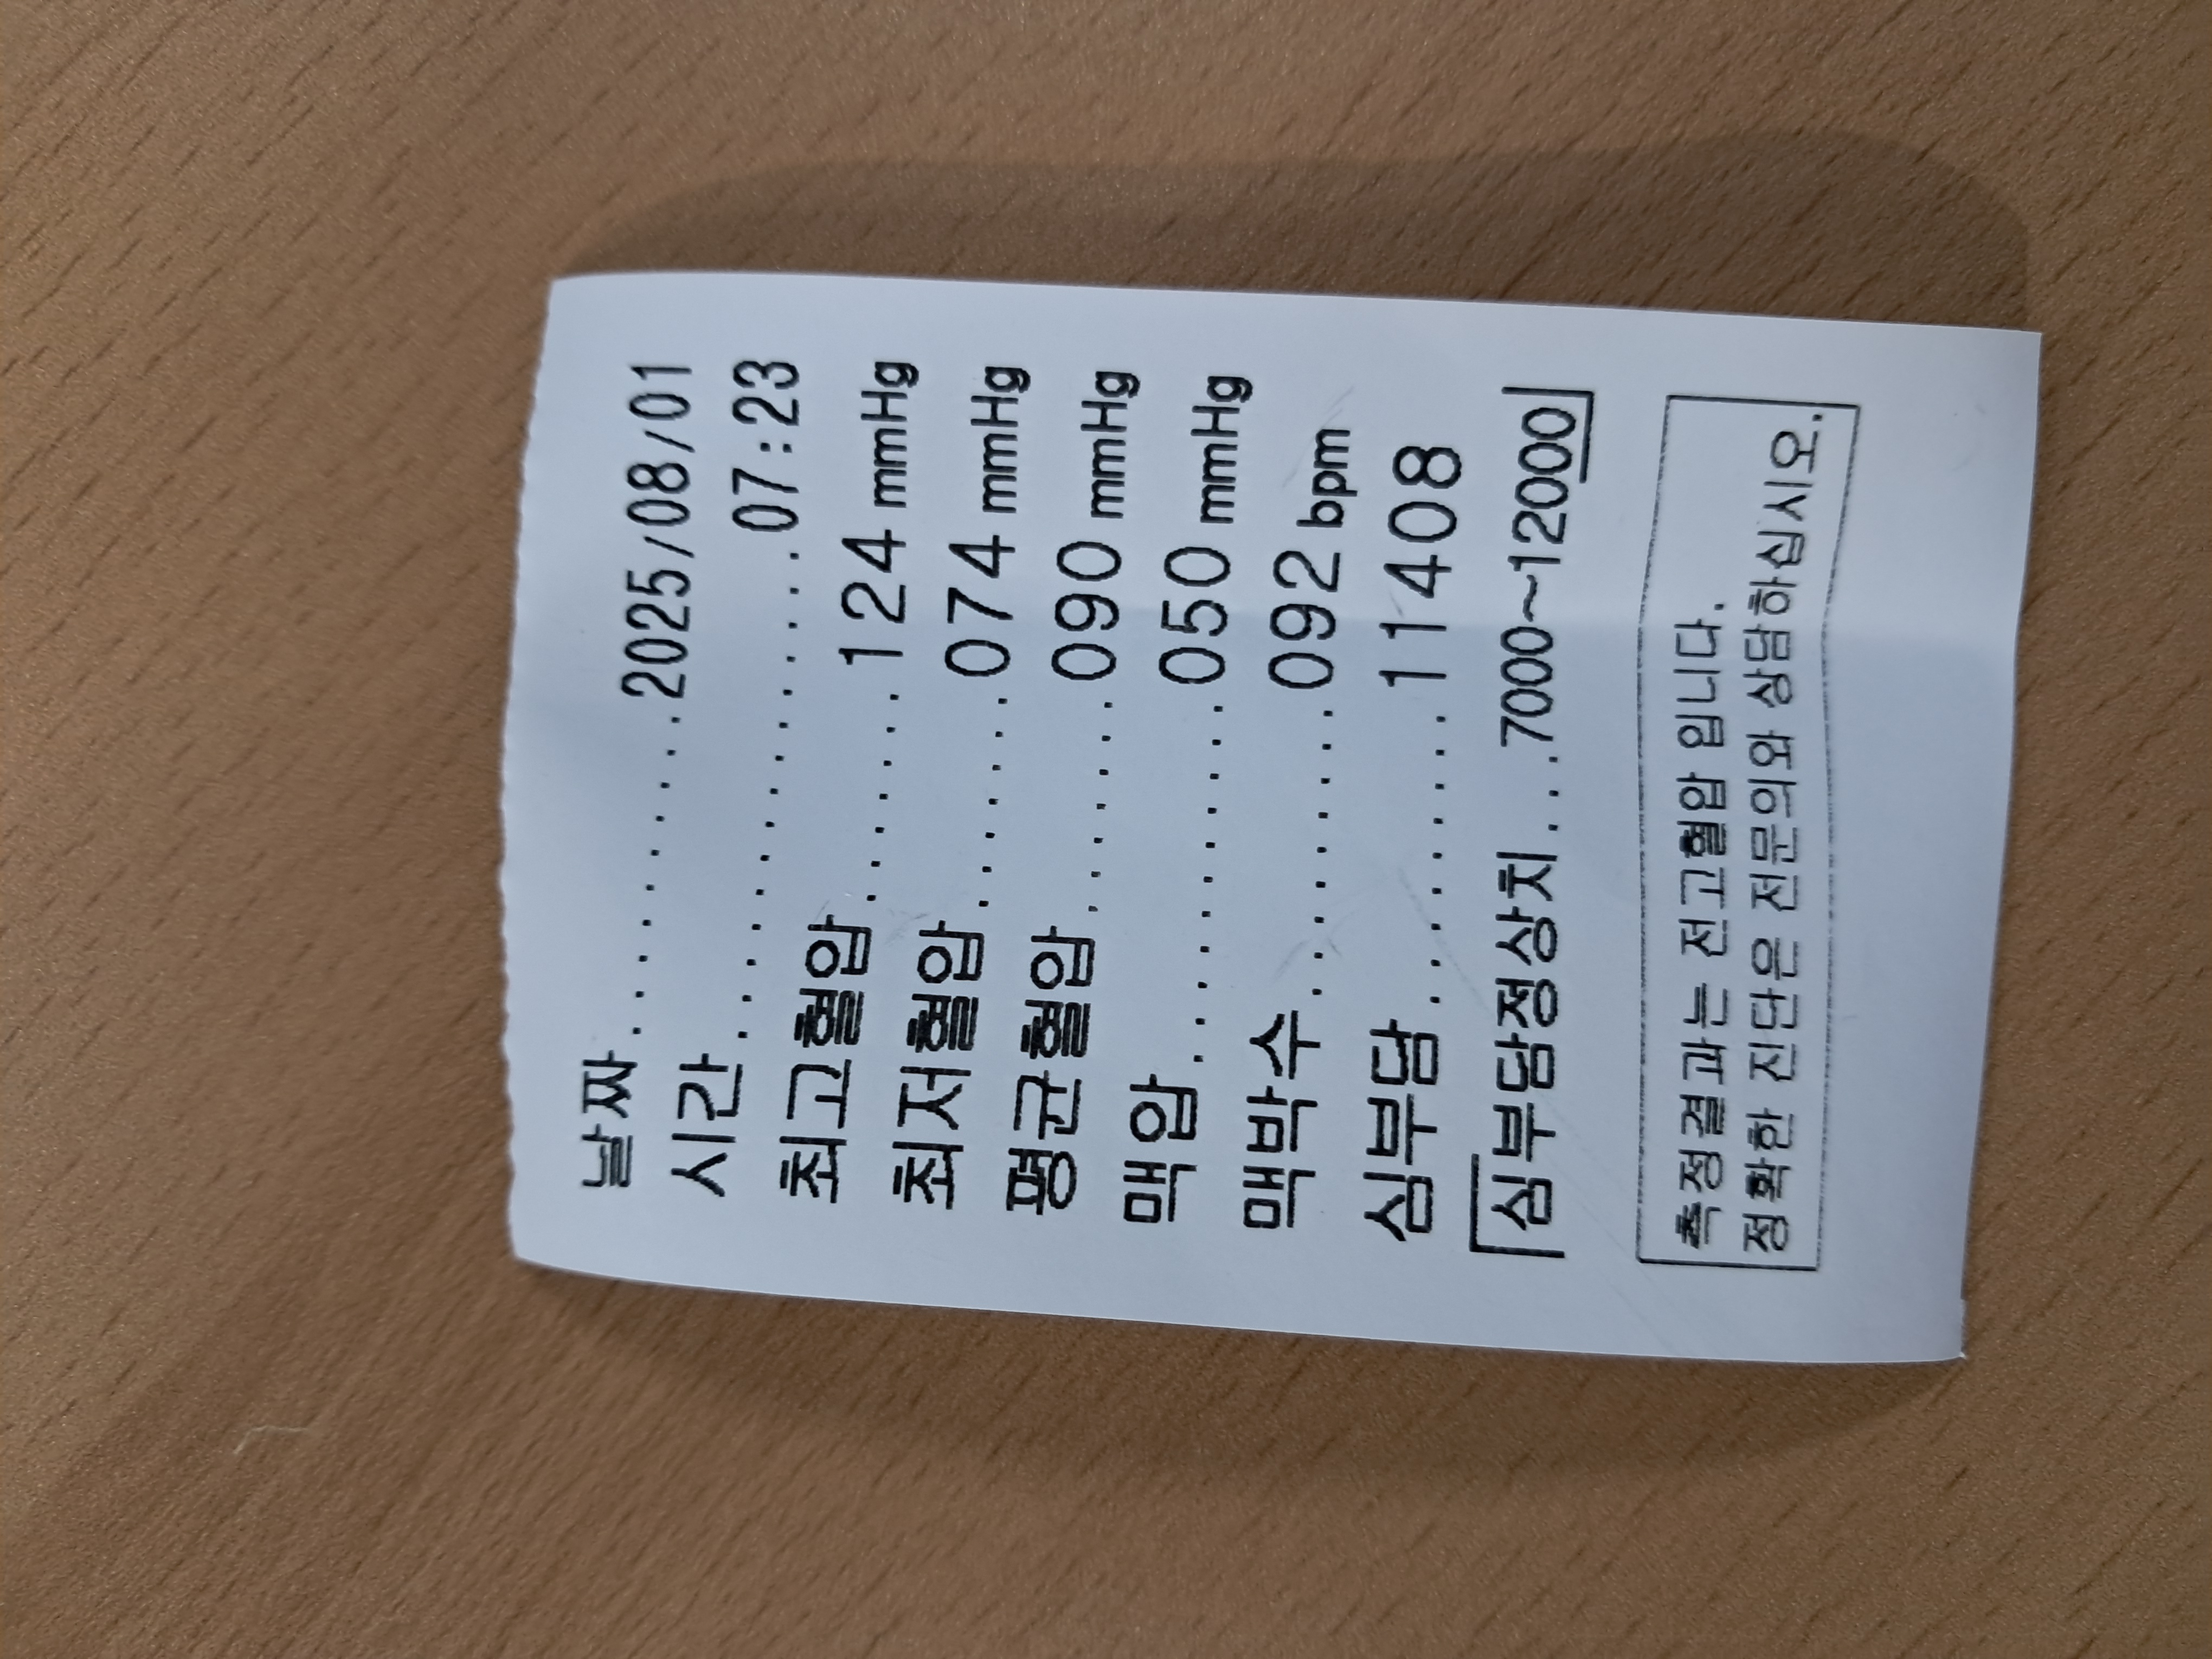 날짜..........2025/08/01
시간................07:23
최고혈압.......124 mmHg
최저혈압.......074 mmHg
평균혈압.......090 mmHg
맥압............050 mmHg
맥박수.........092 bpm
심부담.........11408
심부담정상치...7000~12000
측정결과는 전고혈압 입니다.
정확한 진단은 전문의와 상담하십시오.